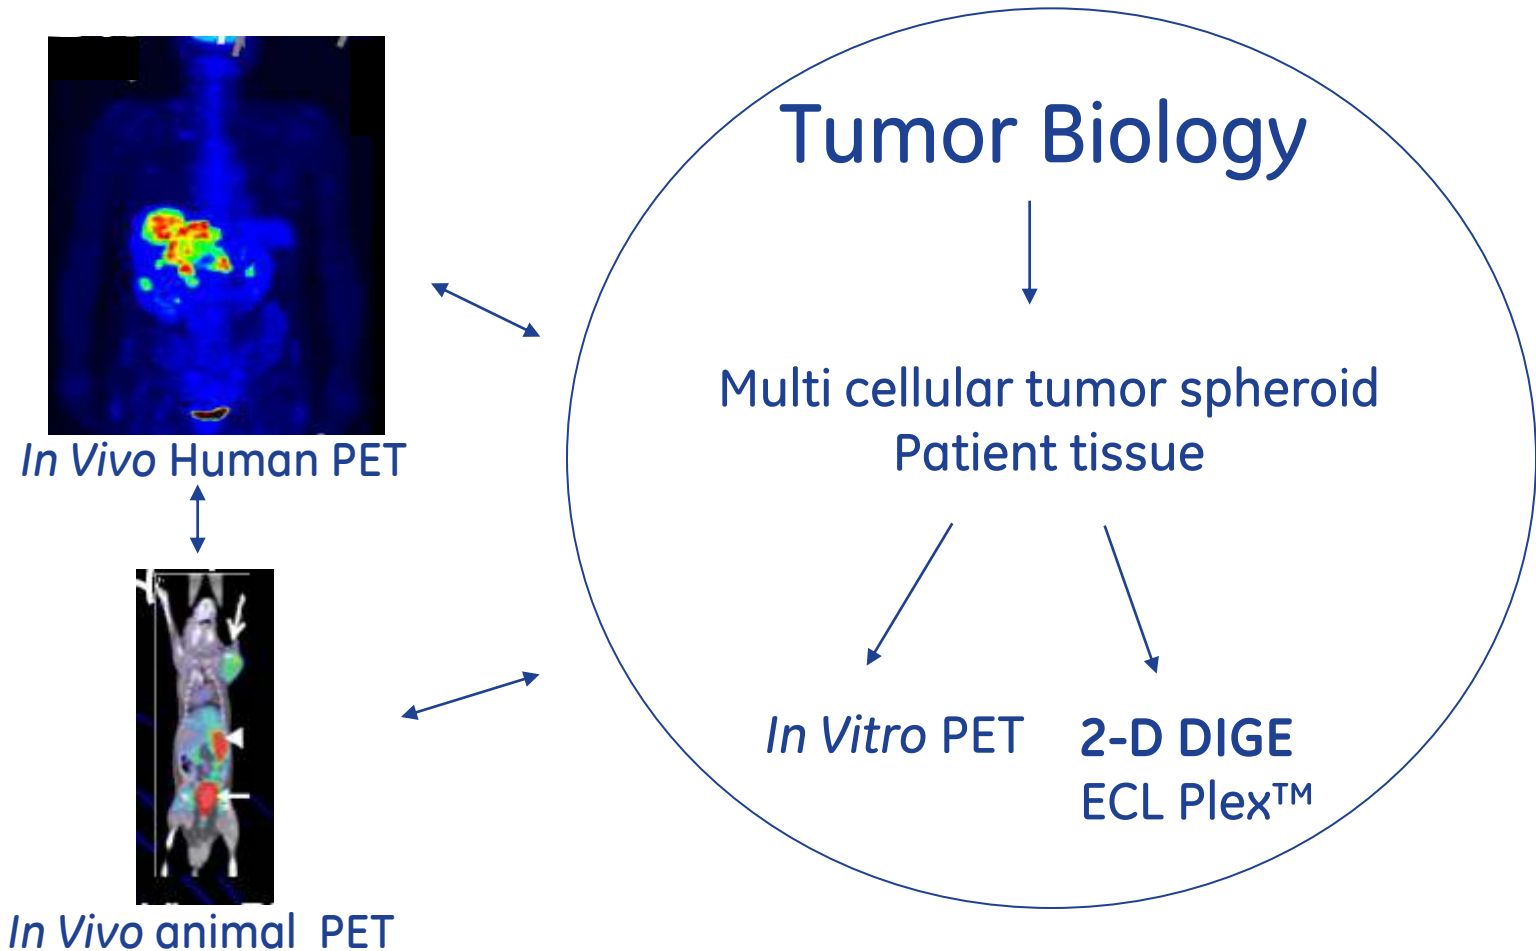 Tumor Biology
Multi cellular tumor spheroid
Patient tissue
In Vivo Human PET
In Vitro PET
2-D DIGE
ECL Plex™
In Vivo animal PET